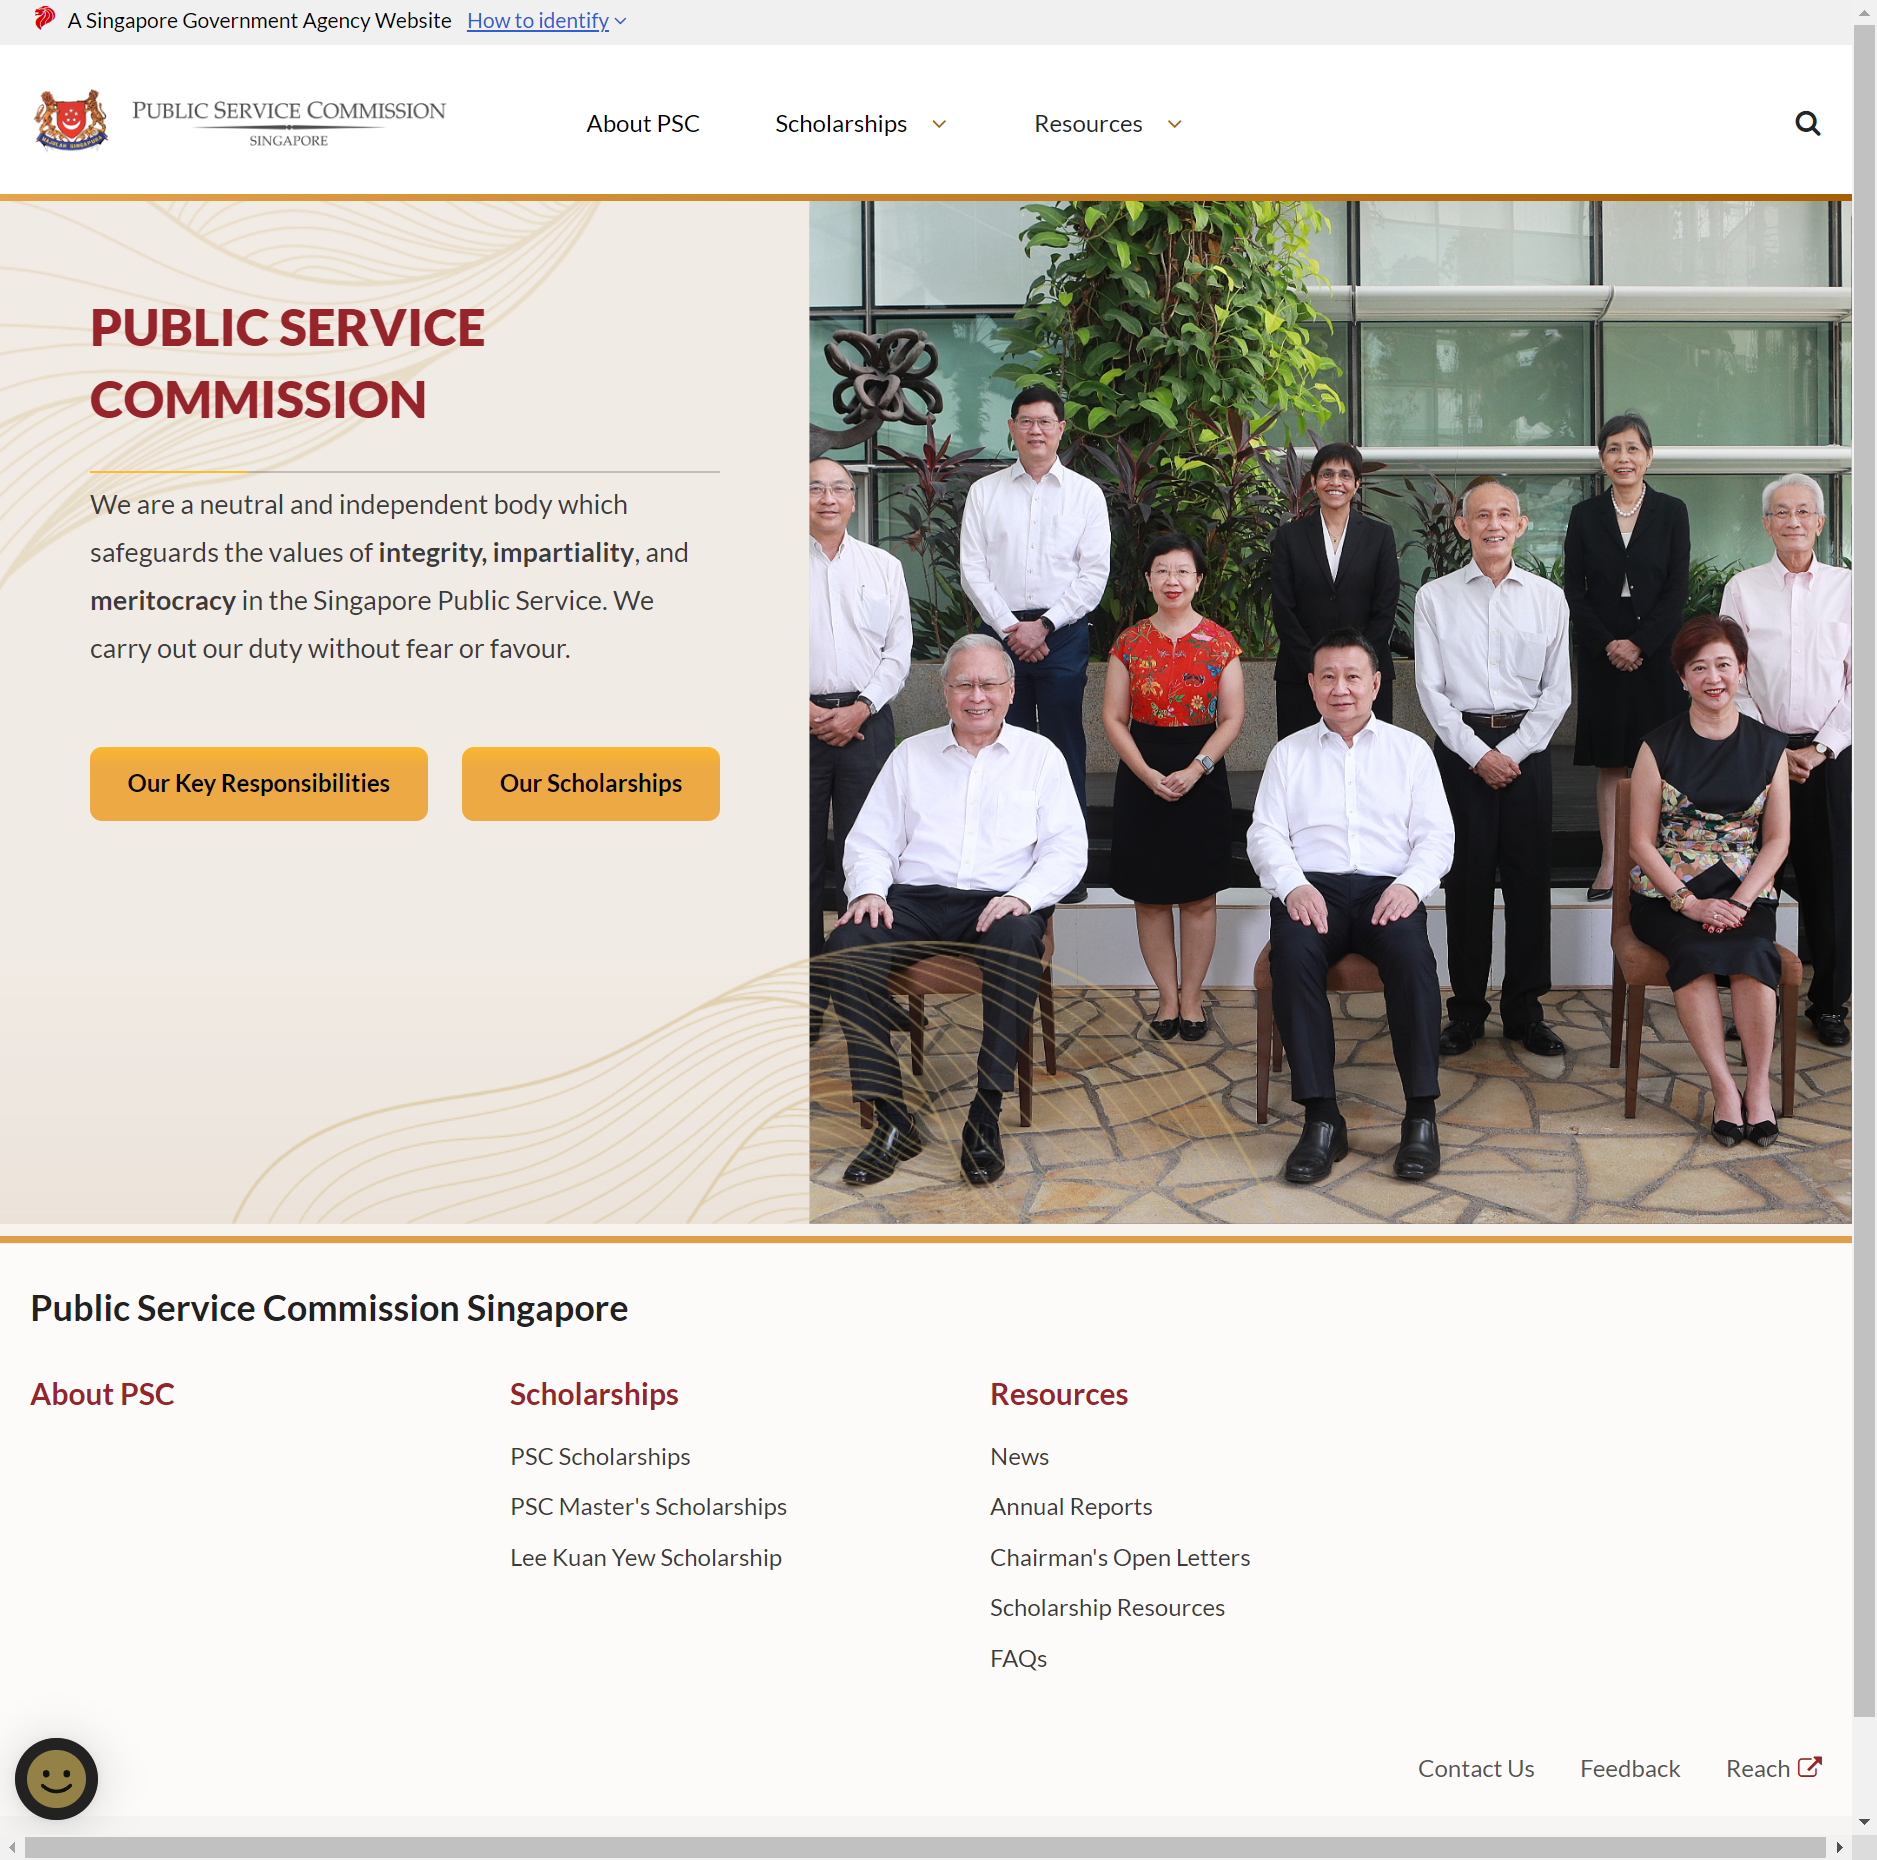 A Singapore Government Agency Website How to identify
PUBLIC SERVICE COMMISSION
SINGAPORE
About PSC
Scholarships
Resources
PUBLIC SERVICE
COMMISSION
We are a neutral and independent body which
safeguards the values of integrity, impartiality, and
meritocracy in the Singapore Public Service. We
carry out our duty without fear or favour.
Our Key Responsibilities
Our Scholarships
Public Service Commission Singapore
About PSC
Scholarships
PSC Scholarships
PSC Master's Scholarships
Lee Kuan Yew Scholarship
Resources
News
Annual Reports
Chairman's Open Letters
Scholarship Resources
FAQs
Contact Us
Feedback
Reach